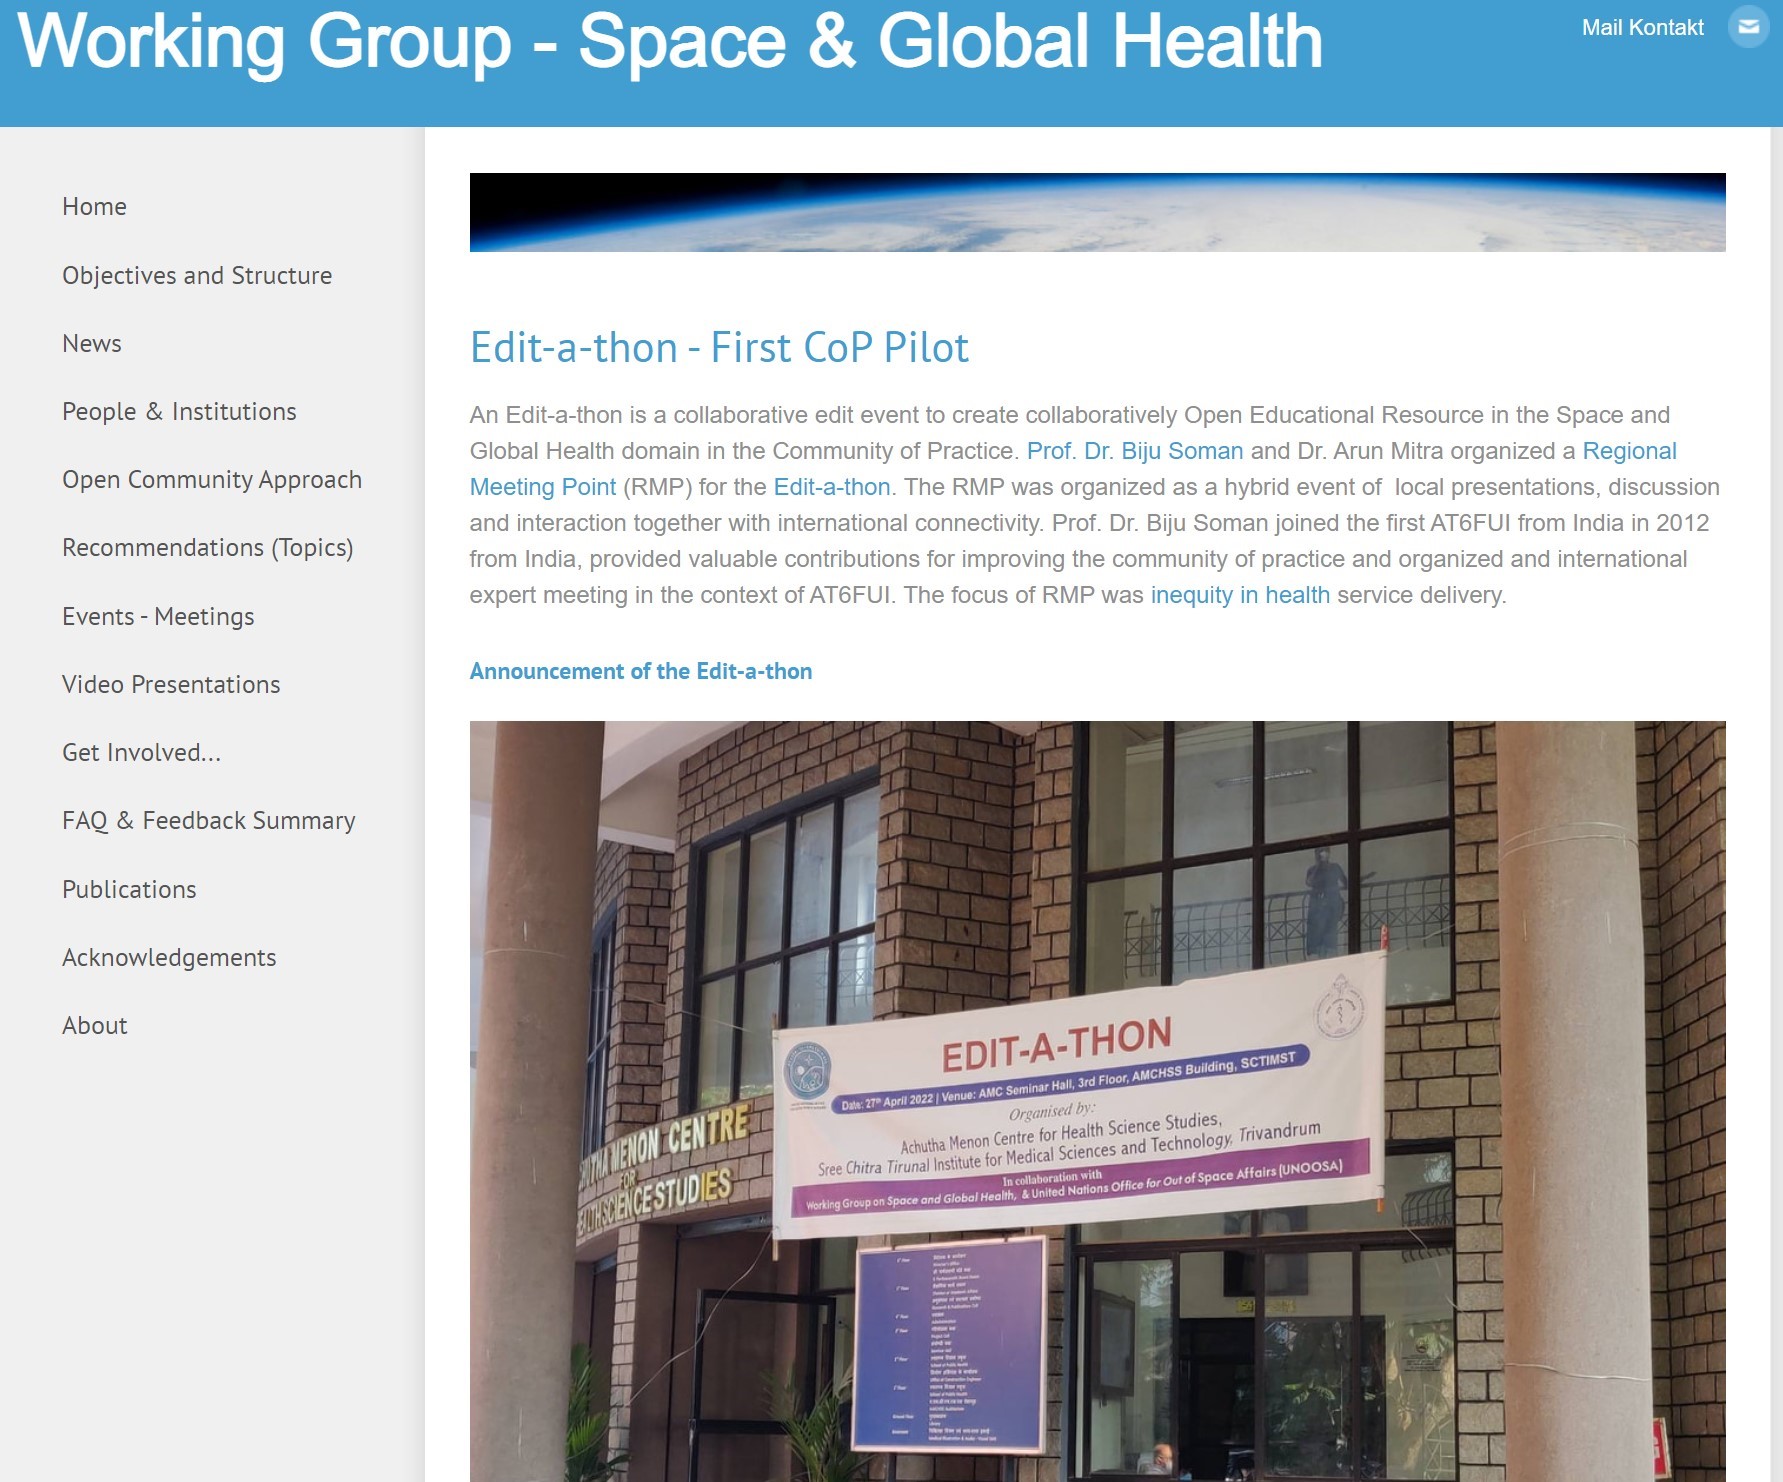 Working Group - Space & Global Health
Mail Kontakt
Home
Objectives and Structure
News
People & Institutions
Open Community Approach
Recommendations (Topics)
Events - Meetings
Video Presentations
Get Involved...
FAQ & Feedback Summary
Publications
Acknowledgements
About
Edit-a-thon - First CoP Pilot
An Edit-a-thon is a collaborative edit event to create collaboratively Open Educational Resource in the Space and
Global Health domain in the Community of Practice. Prof. Dr. Biju Soman and Dr. Arun Mitra organized a Regional
Meeting Point (RMP) for the Edit-a-thon. The RMP was organized as a hybrid event of local presentations, discussion
and interaction together with international connectivity. Prof. Dr. Biju Soman joined the first AT6FUI from India in 2012
from India, provided valuable contributions for improving the community of practice and organized and international
expert meeting in the context of AT6FUI. The focus of RMP was inequity in health service delivery.
Announcement of the Edit-a-thon
EDIT-A-THON
Date: 27th April 2022 | Venue: AMC Seminar Hall, 3rd Floor, AMCHSS Building, SCTIMST
Organised by:
Achutha Menon Centre for Health Science Studies,
Sree Chitra Tirunal Institute for Medical Sciences and Technology, Trivandrum
In collaboration with
Working Group on Space and Global Health, & United Nations Office for Out of Space Affairs (UNOOSA)
MENON CENTRE
FOR
SCIENCE STUDIES